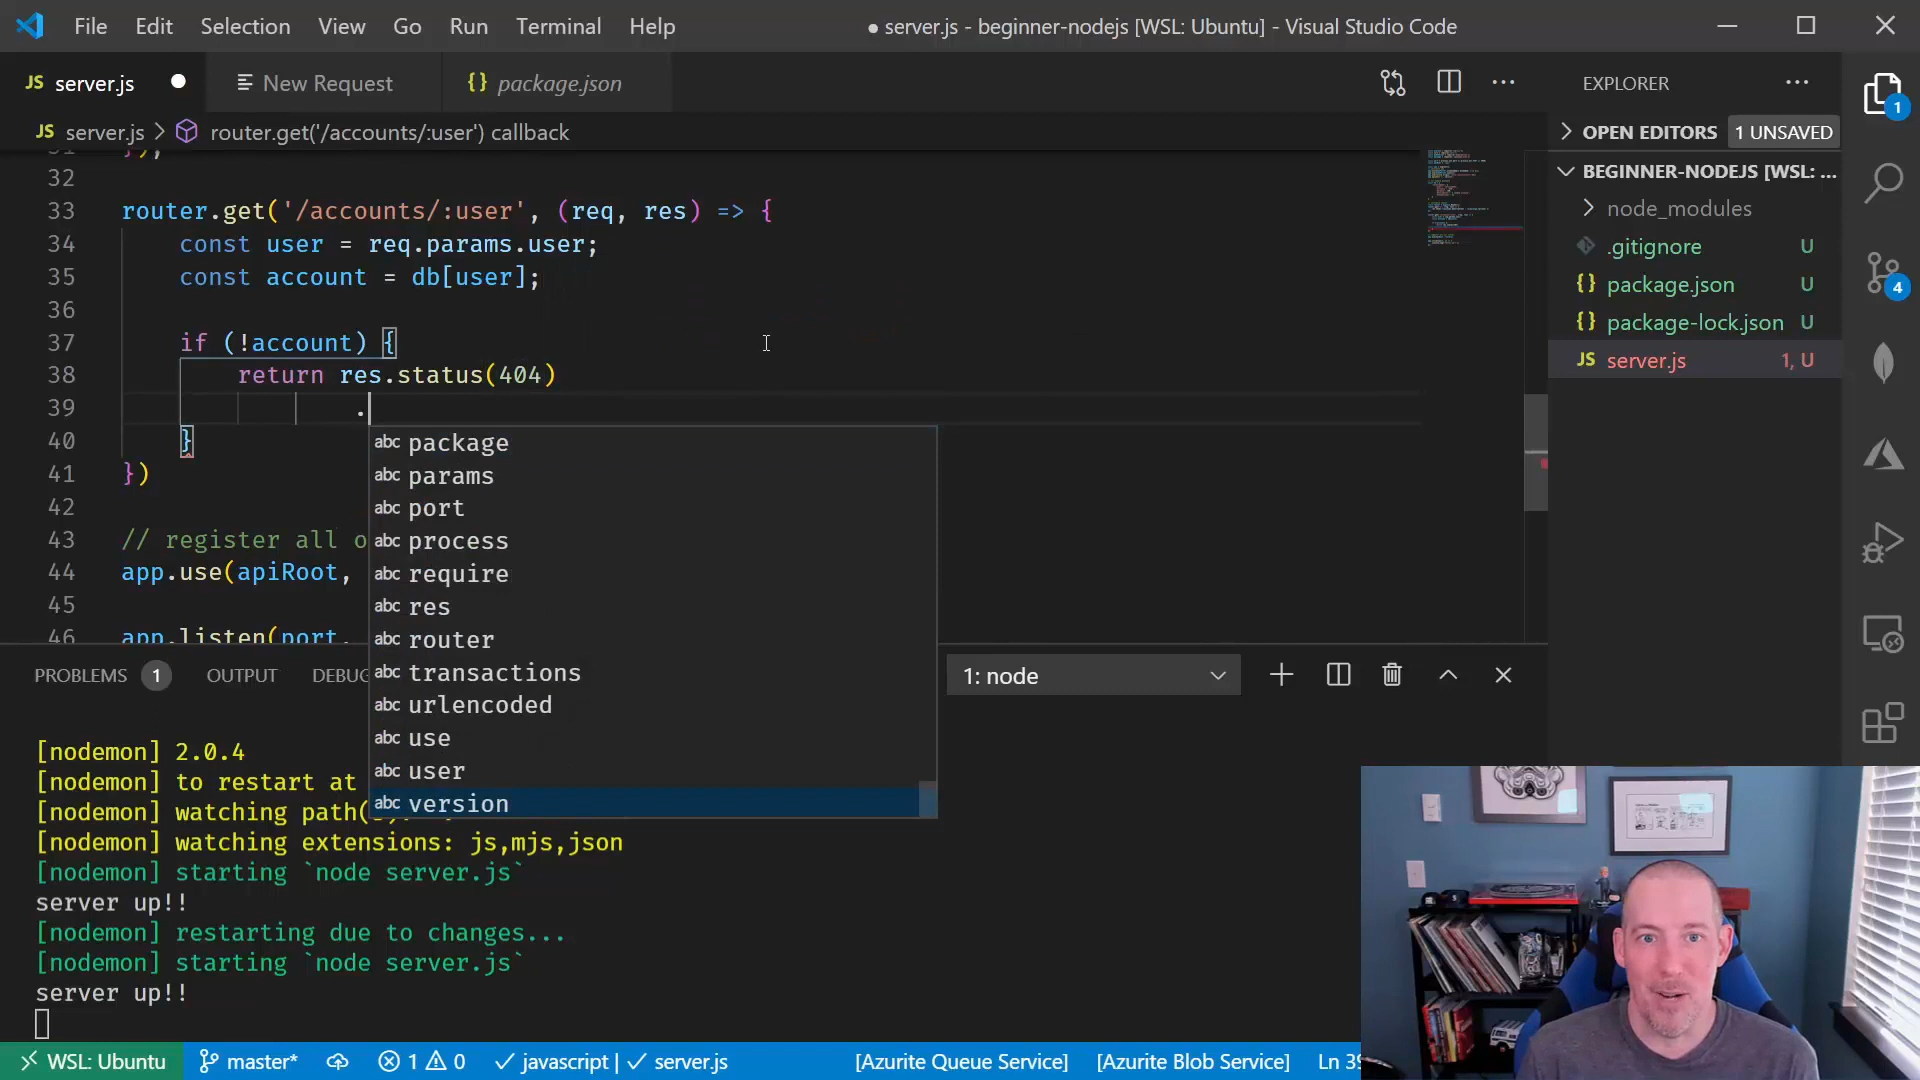 File Edit Selection View Go Run Terminal Help
● server.js - beginner-nodejs [WSL: Ubuntu] - Visual Studio Code
JS server.js ●
New Request
{} package.json
EXPLORER
JS server.js > router.get('/accounts/:user') callback
OPEN EDITORS 1 UNSAVED
BEGINNER-NODEJS [WSL: ...
node_modules
.gitignore U
{} package.json U
{} package-lock.json U
JS server.js 1, U
1
4
31 });
32
33 router.get('/accounts/:user', (req, res) => {
34 const user = req.params.user;
35 const account = db[user];
36
37 if (!account) {
38 return res.status(404)
39 .
40 }
41 })
42
43 // register all o
44 app.use(apiRoot,
45
46 app.listen(port,
abc package
abc params
abc port
abc process
abc require
abc res
abc router
abc transactions
abc urlencoded
abc use
abc user
abc version
PROBLEMS 1 OUTPUT DEBUG
1: node
[nodemon] 2.0.4
[nodemon] to restart at
[nodemon] watching path(s):
[nodemon] watching extensions: js,mjs,json
[nodemon] starting `node server.js`
server up!!
[nodemon] restarting due to changes...
[nodemon] starting `node server.js`
server up!!
WSL: Ubuntu master* 1 0 javascript | server.js [Azurite Queue Service] [Azurite Blob Service] Ln 39